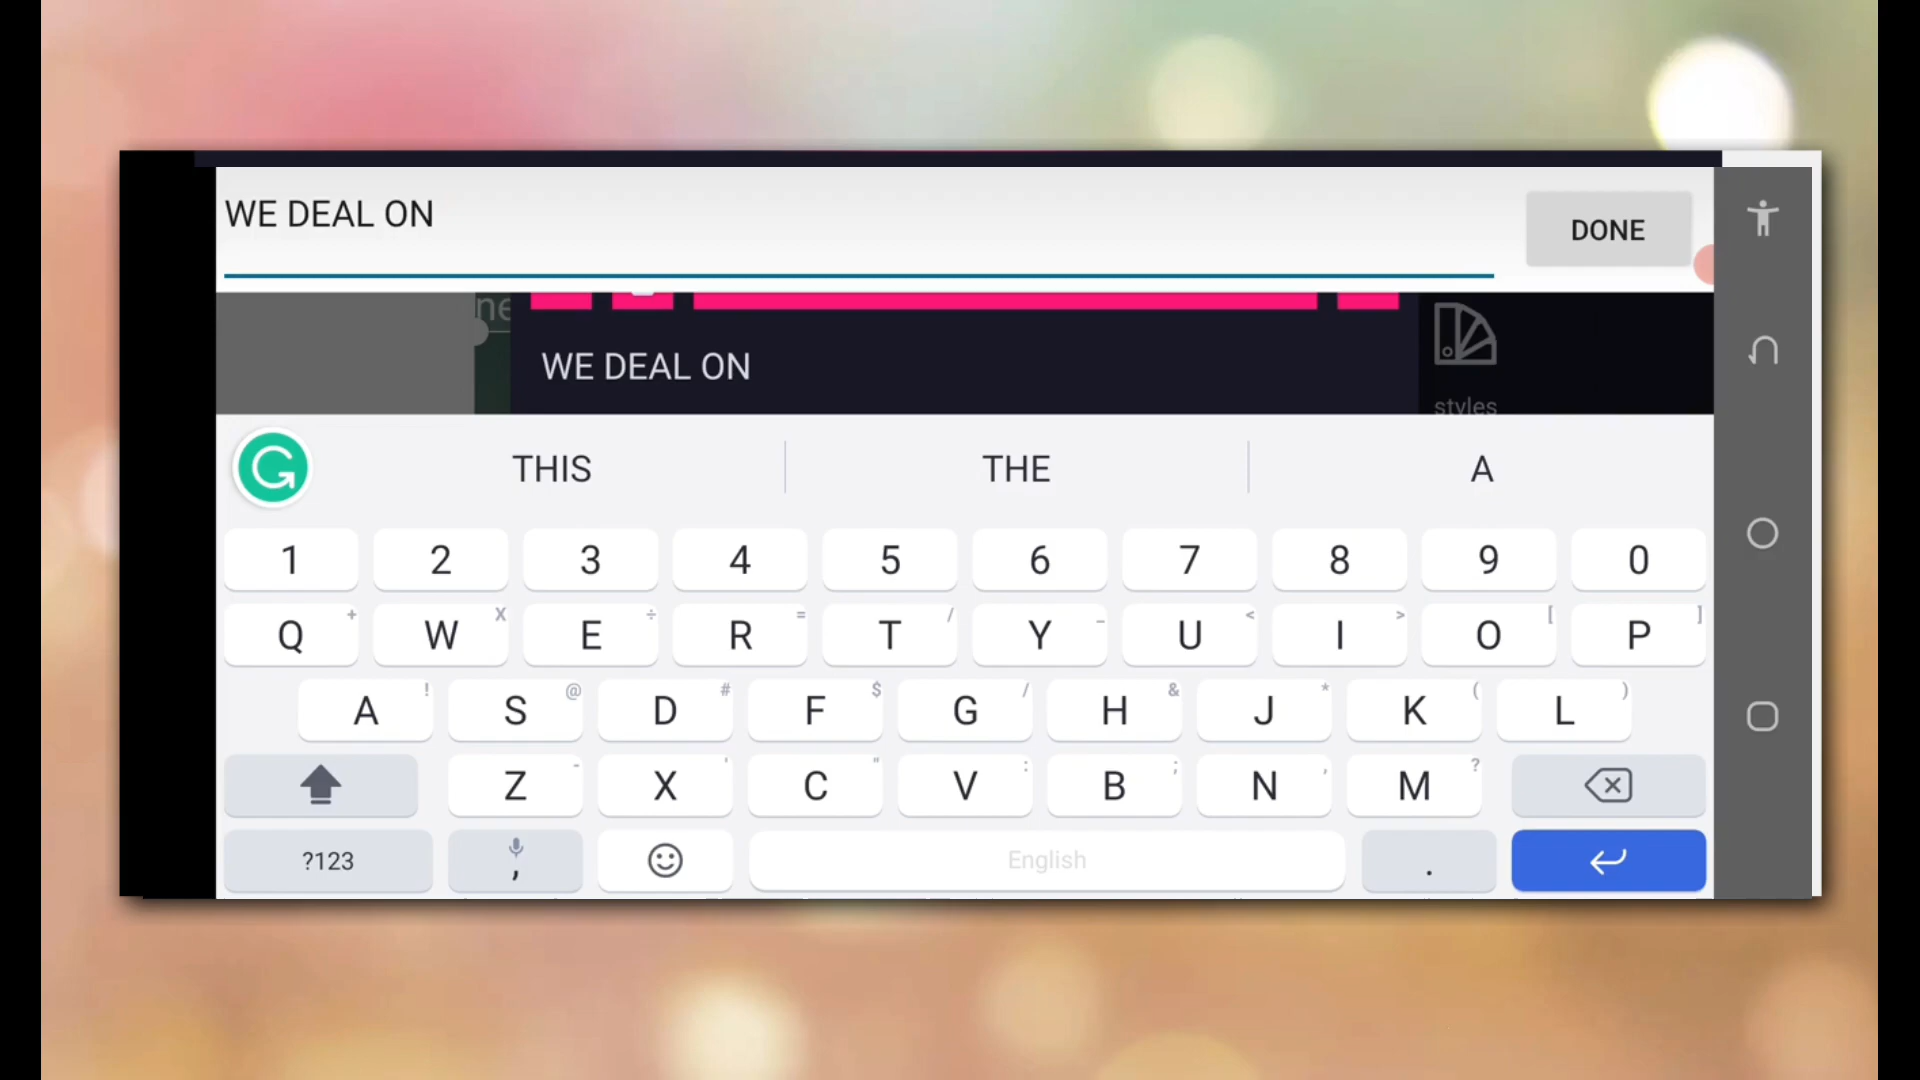 WE DEAL ON
DONE
ne
WE DEAL ON
styles
THIS THE A
1 2 3 4 5 6 7 8 9 0
+ X ÷ = / _ < > [ ]
Q W E R T Y U I O P
! @ # $ / & * ( )
A S D F G H J K L
- ' " : ; , ?
Z X C V B N M
?123 , English .